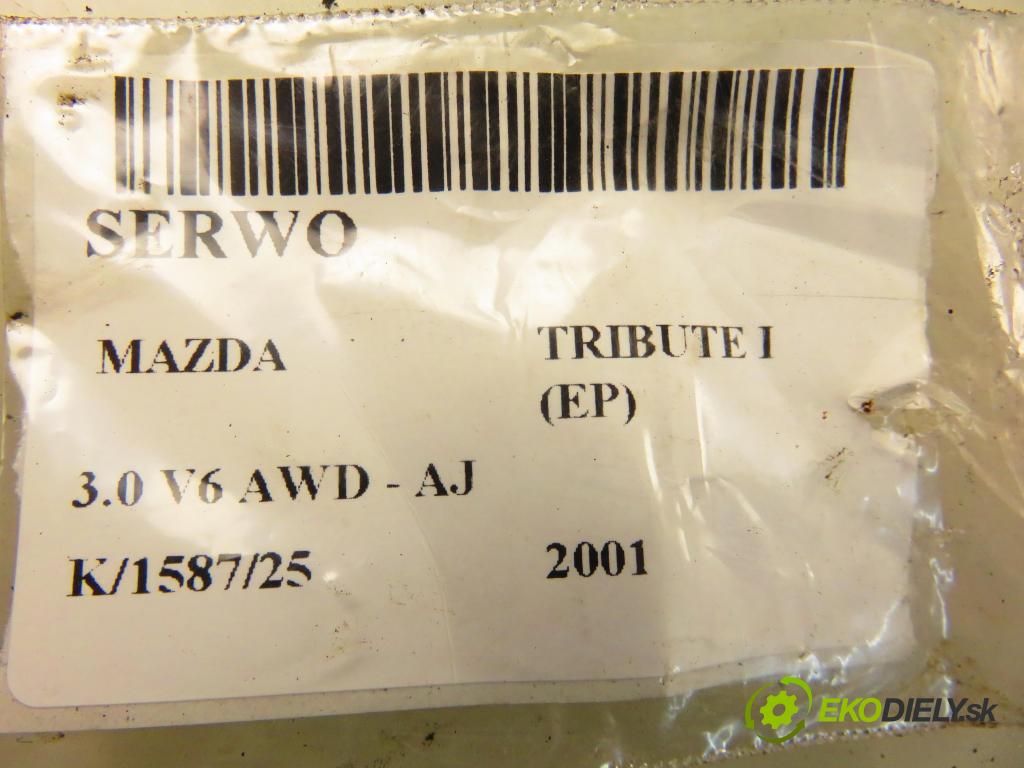 SERWO
MAZDA TRIBUTE I
(EP)
3.0 V6 AWD - AJ
K/1587/25 2001
EKODIELY.sk